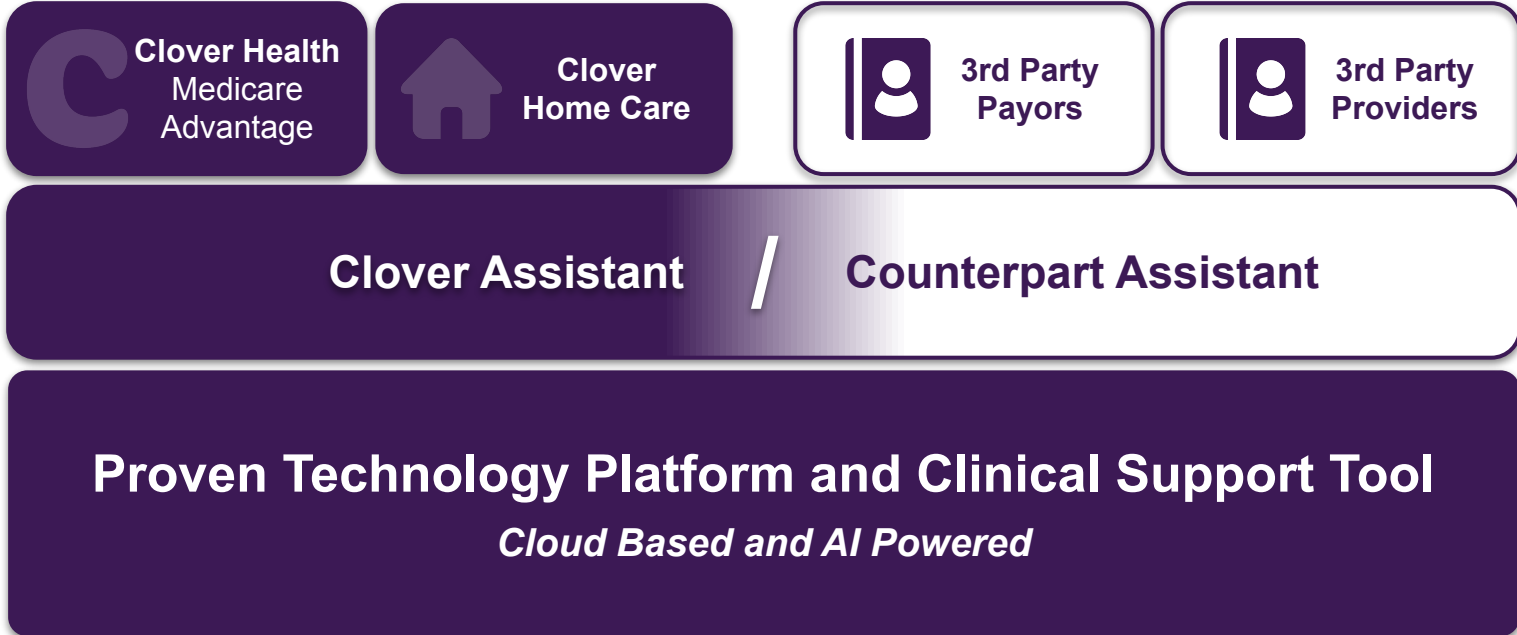 Clover Health
Medicare
Advantage
Clover
Home Care
3rd Party
Payors
3rd Party
Providers
Clover Assistant / Counterpart Assistant
Proven Technology Platform and Clinical Support Tool
Cloud Based and AI Powered